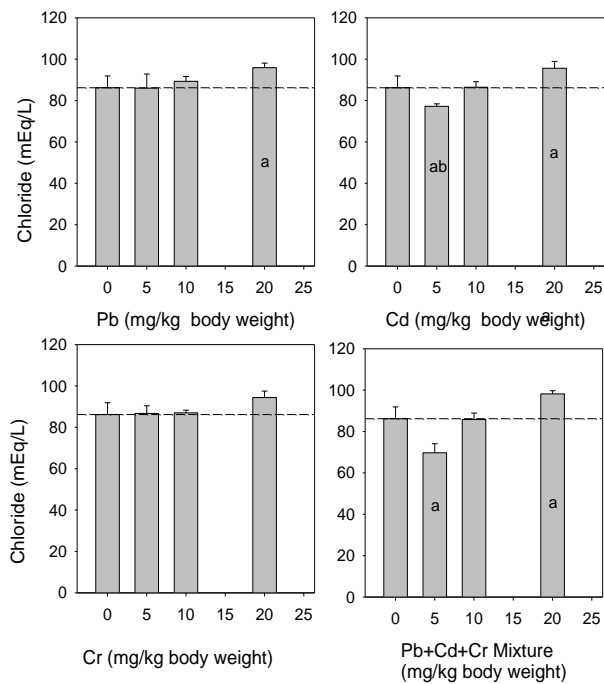 120
100
80
60
40
20
0
Chloride (mEq/L)
a
0 5 10 15 20 25
Pb (mg/kg body weight)
120
100
80
60
40
20
0
ab
a
0 5 10 15 20 25
Cd (mg/kg body weight)
a
120
100
80
60
40
20
0
Chloride (mEq/L)
0 5 10 15 20 25
Cr (mg/kg body weight)
120
100
80
60
40
20
0
a
a
0 5 10 15 20 25
Pb+Cd+Cr Mixture
(mg/kg body weight)